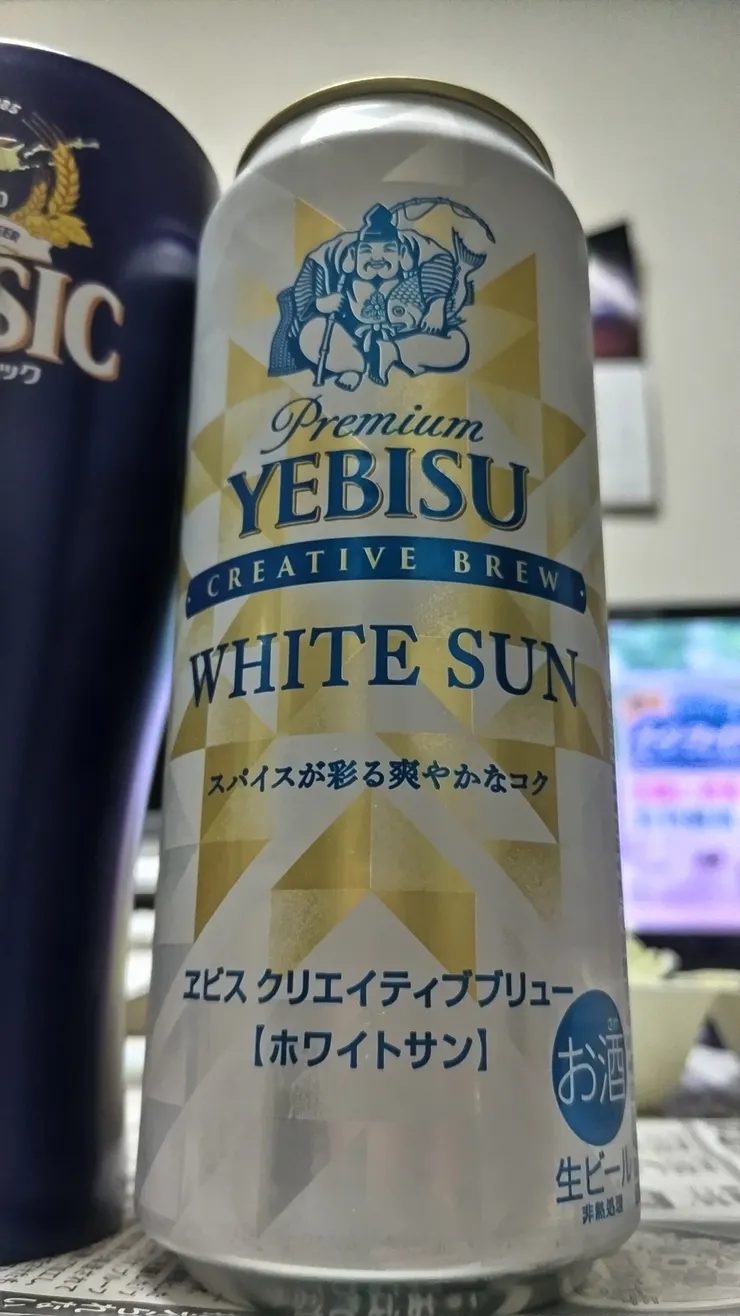 SIC
ック
Premium
YEBISU
CREATIVE BREW
WHITE SUN
スパイスが彩る爽やかなコク
ヱビス クリエイティブブリュー
【ホワイトサン】
お酒
生ビール
非熱処理